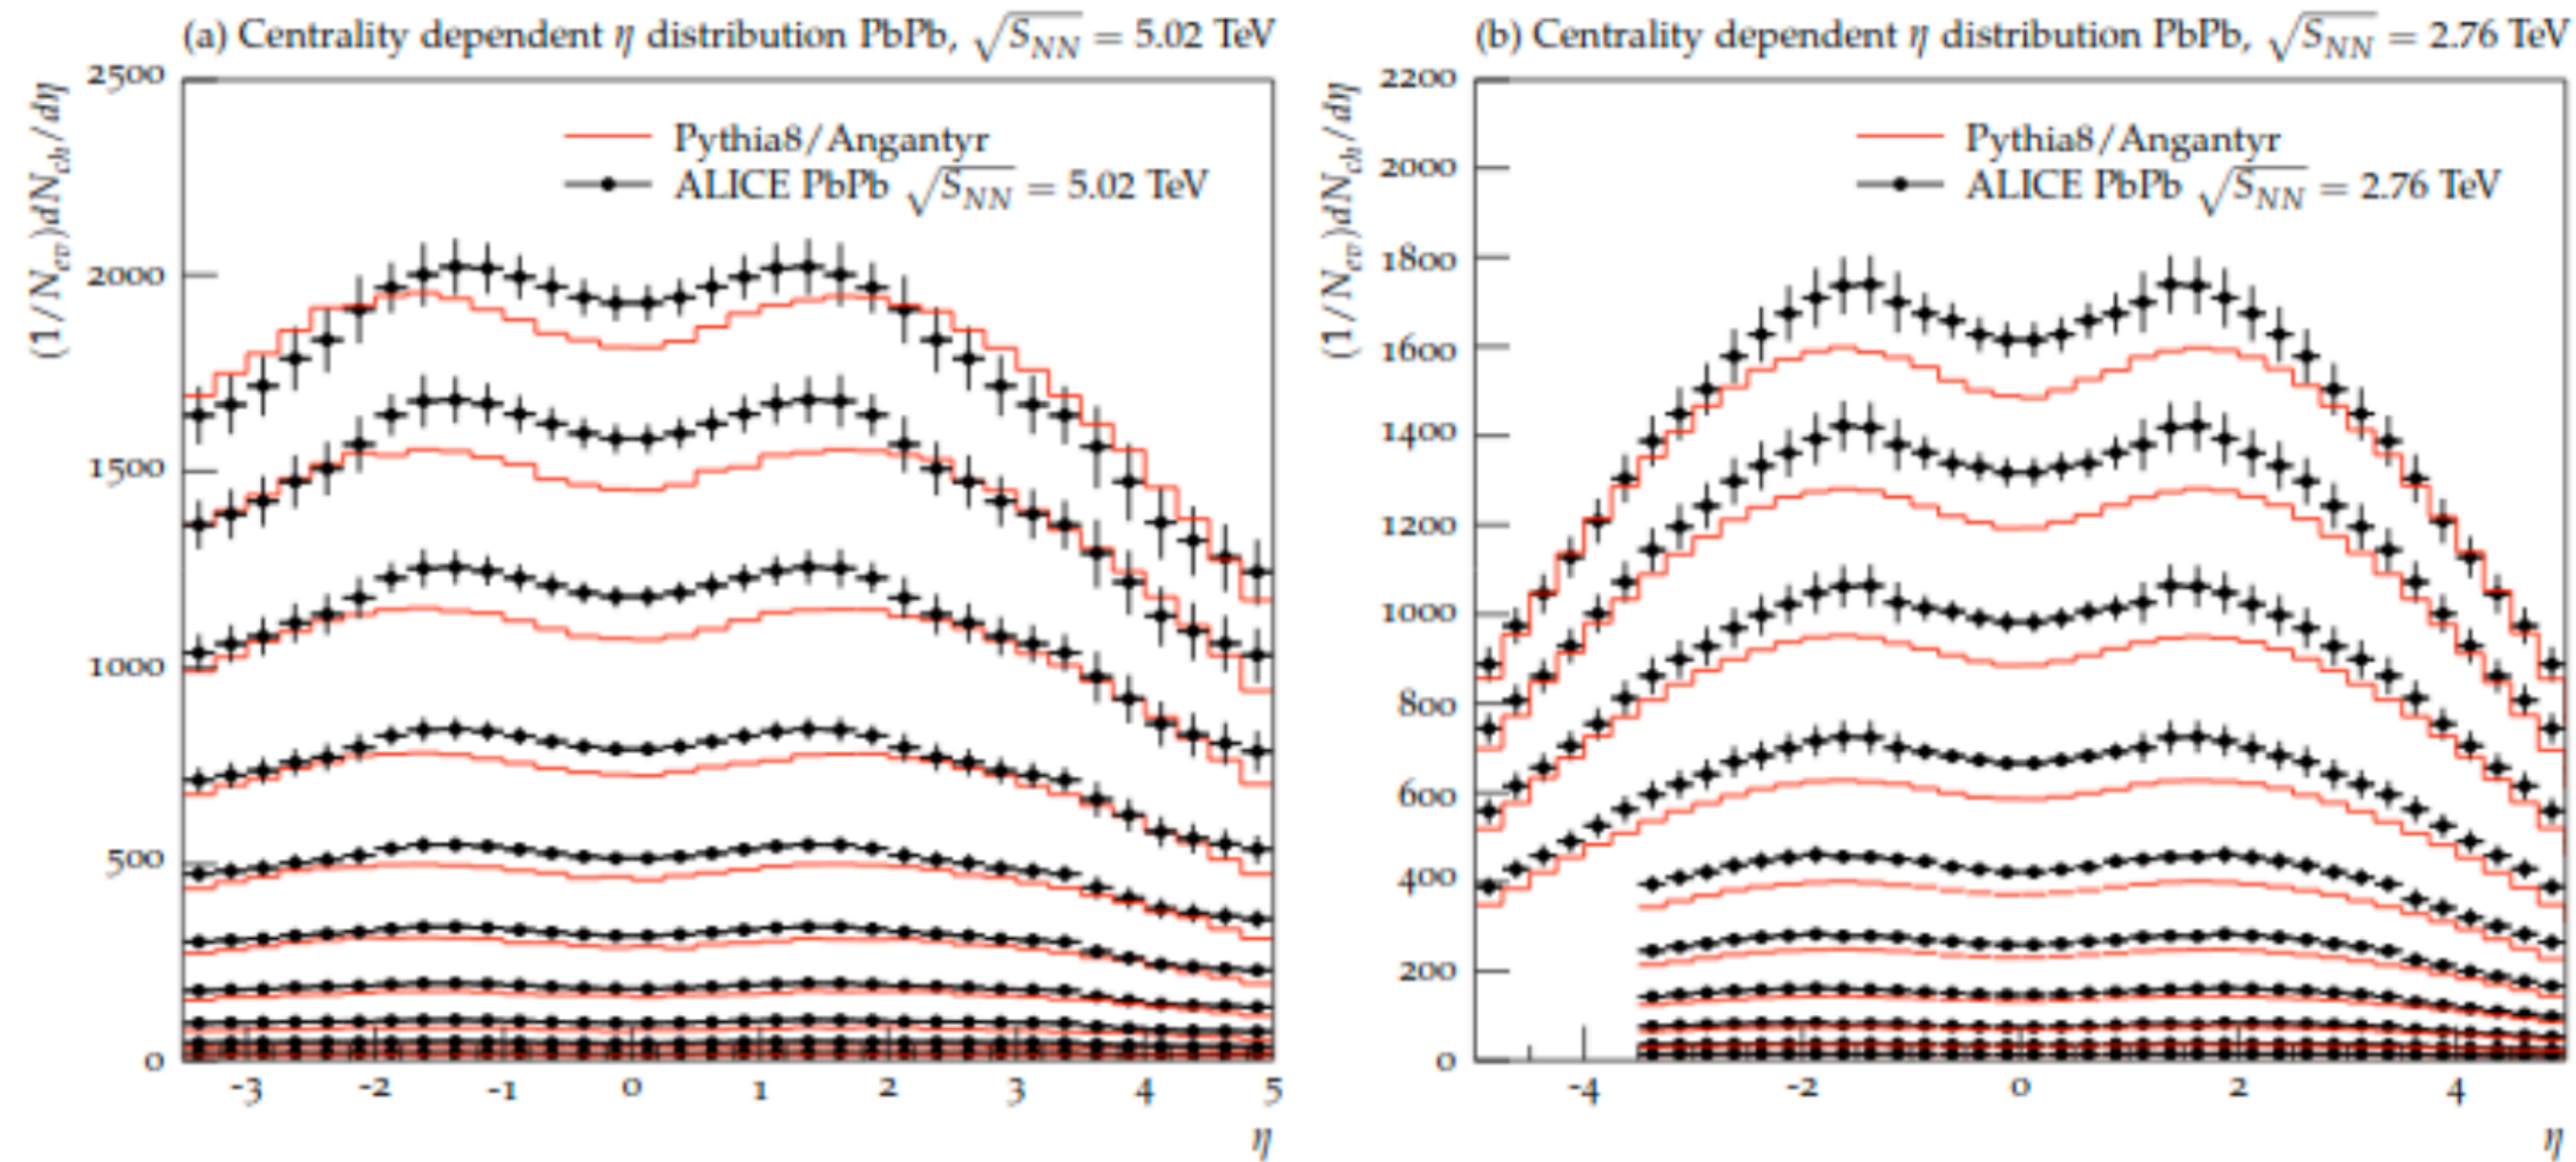 (a) Centrality dependent η distribution PbPb, √S_NN = 5.02 TeV
(1/N_ev)dN_ch/dη
2500
2000
1500
1000
500
0
Pythia8/Angantyr
ALICE PbPb √S_NN = 5.02 TeV
-3 -2 -1 0 1 2 3 4 5
η
(b) Centrality dependent η distribution PbPb, √S_NN = 2.76 TeV
(1/N_ev)dN_ch/dη
2200
2000
1800
1600
1400
1200
1000
800
600
400
200
0
Pythia8/Angantyr
ALICE PbPb √S_NN = 2.76 TeV
-4 -2 0 2 4
η